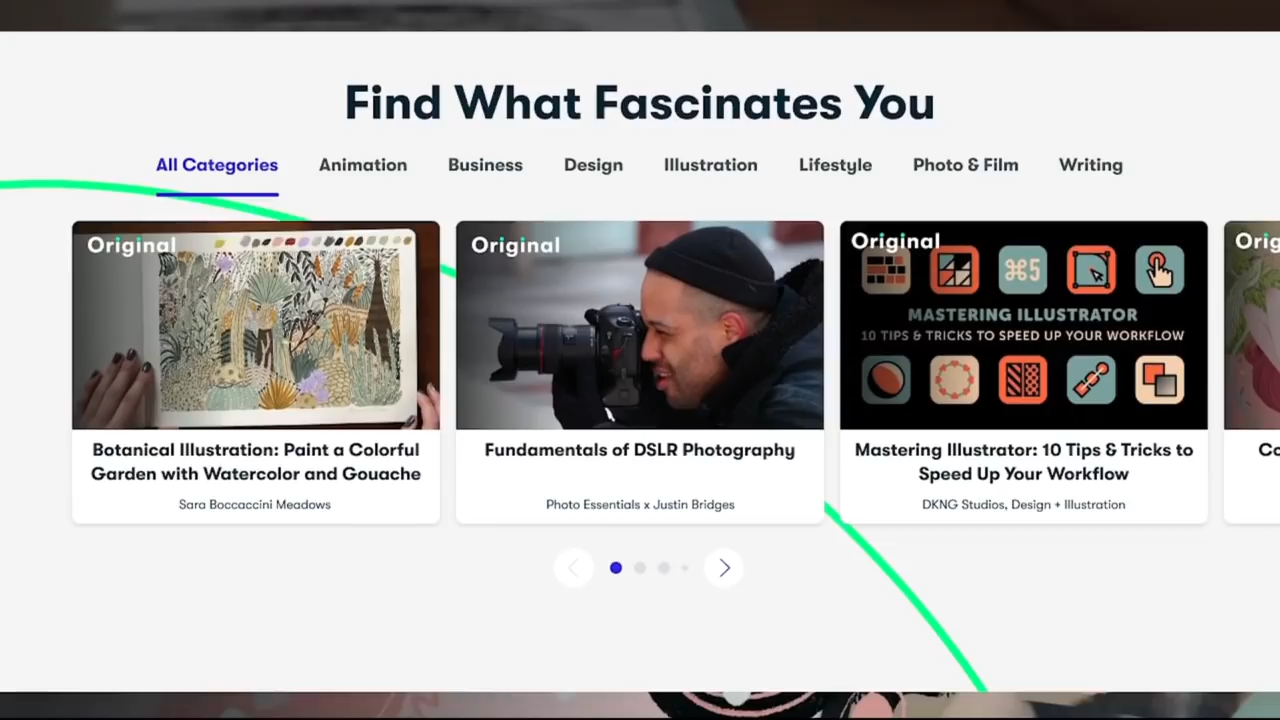 Find What Fascinates You
All Categories
Animation
Business
Design
Illustration
Lifestyle
Photo & Film
Writing
Original
Original
Original
⌘5
MASTERING ILLUSTRATOR
10 TIPS & TRICKS TO SPEED UP YOUR WORKFLOW
Botanical Illustration: Paint a Colorful
Garden with Watercolor and Gouache
Sara Boccaccini Meadows
Fundamentals of DSLR Photography
Photo Essentials x Justin Bridges
Mastering Illustrator: 10 Tips & Tricks to
Speed Up Your Workflow
DKNG Studios, Design + Illustration